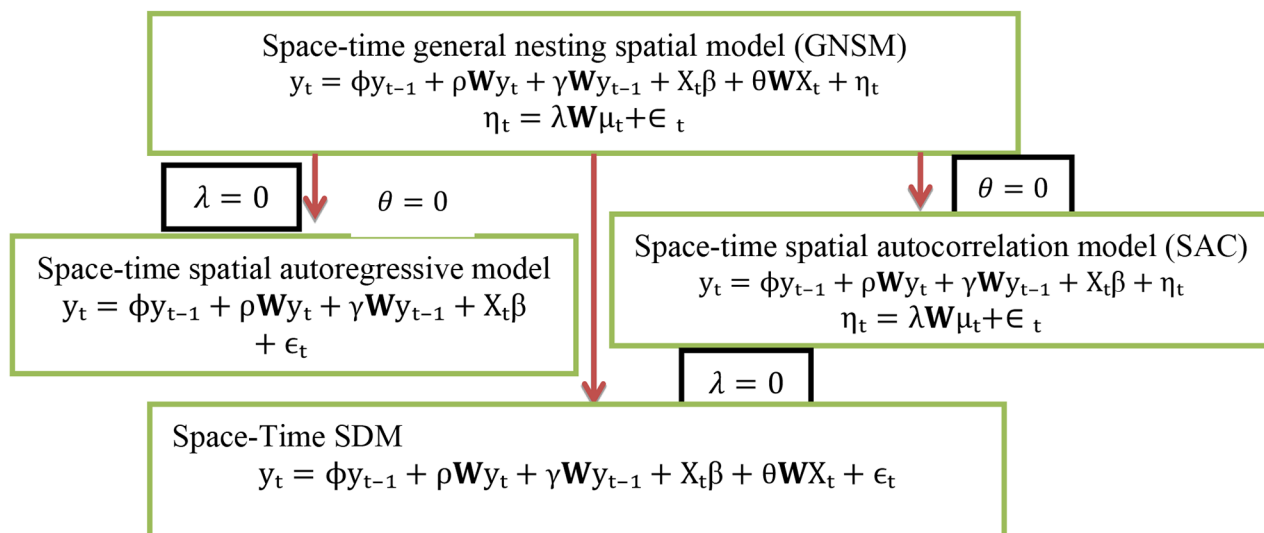 Space-time general nesting spatial model (GNSM)
yₜ = ϕyₜ₋₁ + ρWyₜ + γWyₜ₋₁ + Xₜβ + θWXₜ + ηₜ
ηₜ = λWμₜ+∈ ₜ
λ = 0
θ = 0
θ = 0
Space-time spatial autoregressive model
yₜ = ϕyₜ₋₁ + ρWyₜ + γWyₜ₋₁ + Xₜβ
+ ϵₜ
Space-time spatial autocorrelation model (SAC)
yₜ = ϕyₜ₋₁ + ρWyₜ + γWyₜ₋₁ + Xₜβ + ηₜ
ηₜ = λWμₜ+∈ ₜ
λ = 0
Space-Time SDM
yₜ = ϕyₜ₋₁ + ρWyₜ + γWyₜ₋₁ + Xₜβ + θWXₜ + ϵₜ